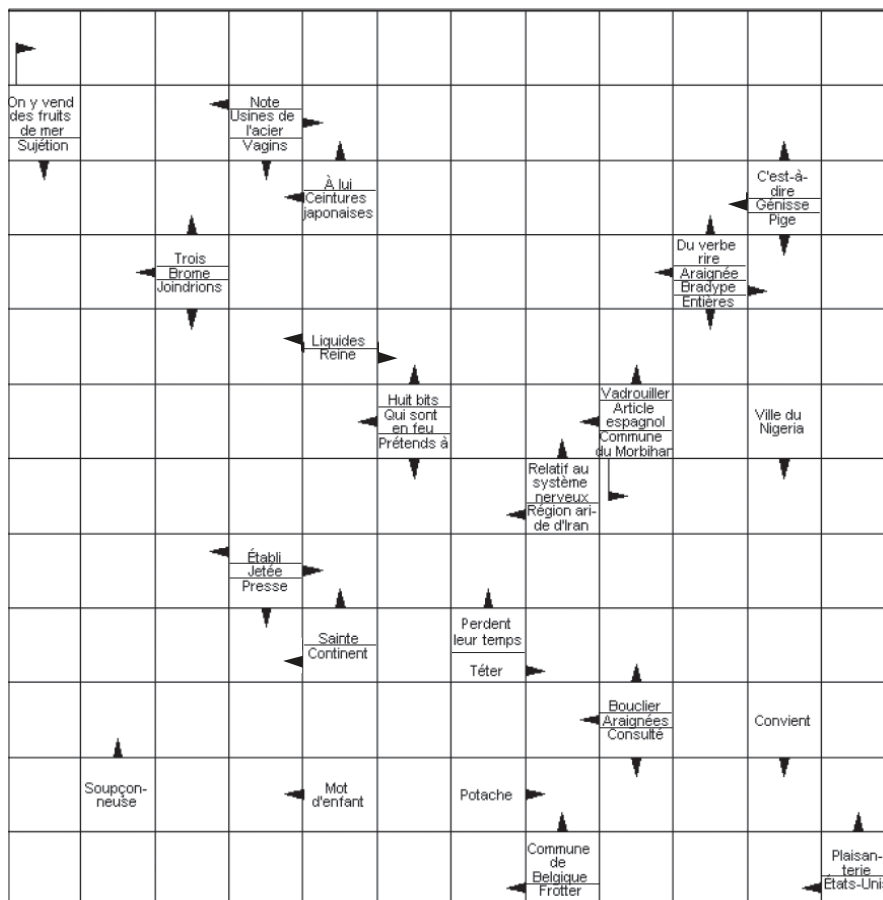 On y vend
des fruits
de mer
Sujétion
Note
Usines de
l'acier
Vagins
À lui
Ceintures
japonaises
C'est-à-
dire
Génisse
Pige
Trois
Brome
Joindrions
Du verbe
rire
Araignée
Bradype
Entières
Liquides
Reine
Huit bits
Qui sont
en feu
Prétends à
Vadrouiller
Article
espagnol
Commune
du Morbihan
Ville du
Nigeria
Relatif au
système
nerveux
Région ari-
de d'Iran
Établi
Jetée
Presse
Sainte
Continent
Perdent
leur temps
Téter
Bouclier
Araignées
Consulté
Convient
Soupçon-
neuse
Mot
d'enfant
Potache
Commune
de
Belgique
Frotter
Plaisan-
terie
États-Unis